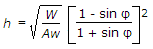 h = √(W/Aw) [(1 - sin φ)/(1 + sin φ)]²